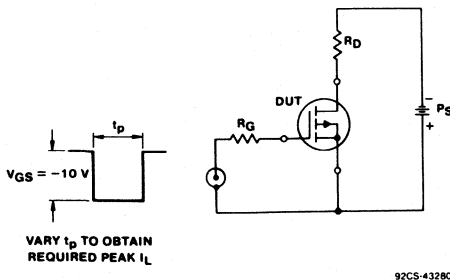 R_D
DUT
P_S
R_G
−
+
t_p
V_GS = −10 V
VARY t_p TO OBTAIN
REQUIRED PEAK I_L
92CS-43280